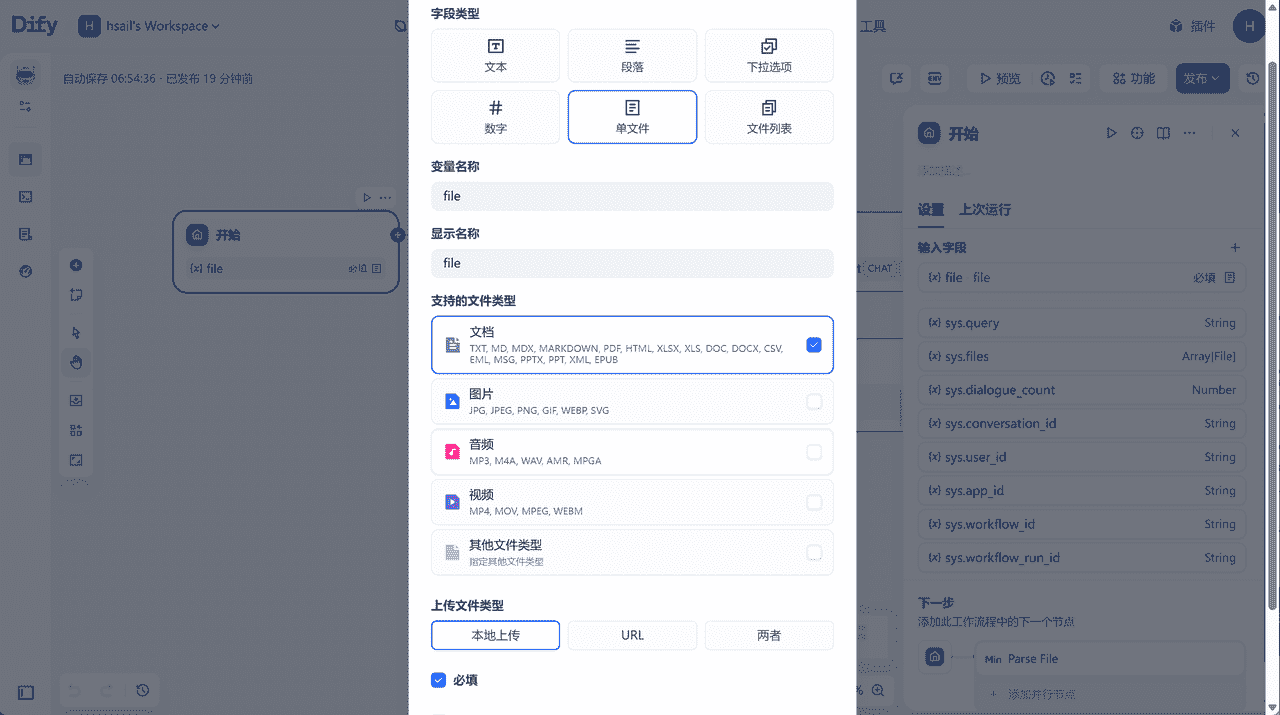 Dify
H hsail's Workspace
工具
插件
H
自动保存 06:54:36 · 已发布 19 分钟前
预览
功能
发布
开始
{x} file 必填
CHAT
字段类型
文本
段落
下拉选项
数字
单文件
文件列表
变量名称
file
显示名称
file
支持的文件类型
文档
TXT, MD, MDX, MARKDOWN, PDF, HTML, XLSX, XLS, DOC, DOCX, CSV,
EML, MSG, PPTX, PPT, XML, EPUB
图片
JPG, JPEG, PNG, GIF, WEBP, SVG
音频
MP3, M4A, WAV, AMR, MPGA
视频
MP4, MOV, MPEG, WEBM
其他文件类型
指定其他文件类型
上传文件类型
本地上传
URL
两者
必填
开始
设置 上次运行
输入字段
{x} file file 必填
{x} sys.query String
{x} sys.files Array[File]
{x} sys.dialogue_count Number
{x} sys.conversation_id String
{x} sys.user_id String
{x} sys.app_id String
{x} sys.workflow_id String
{x} sys.workflow_run_id String
下一步
添加此工作流程中的下一个节点
Min Parse File
添加并行节点